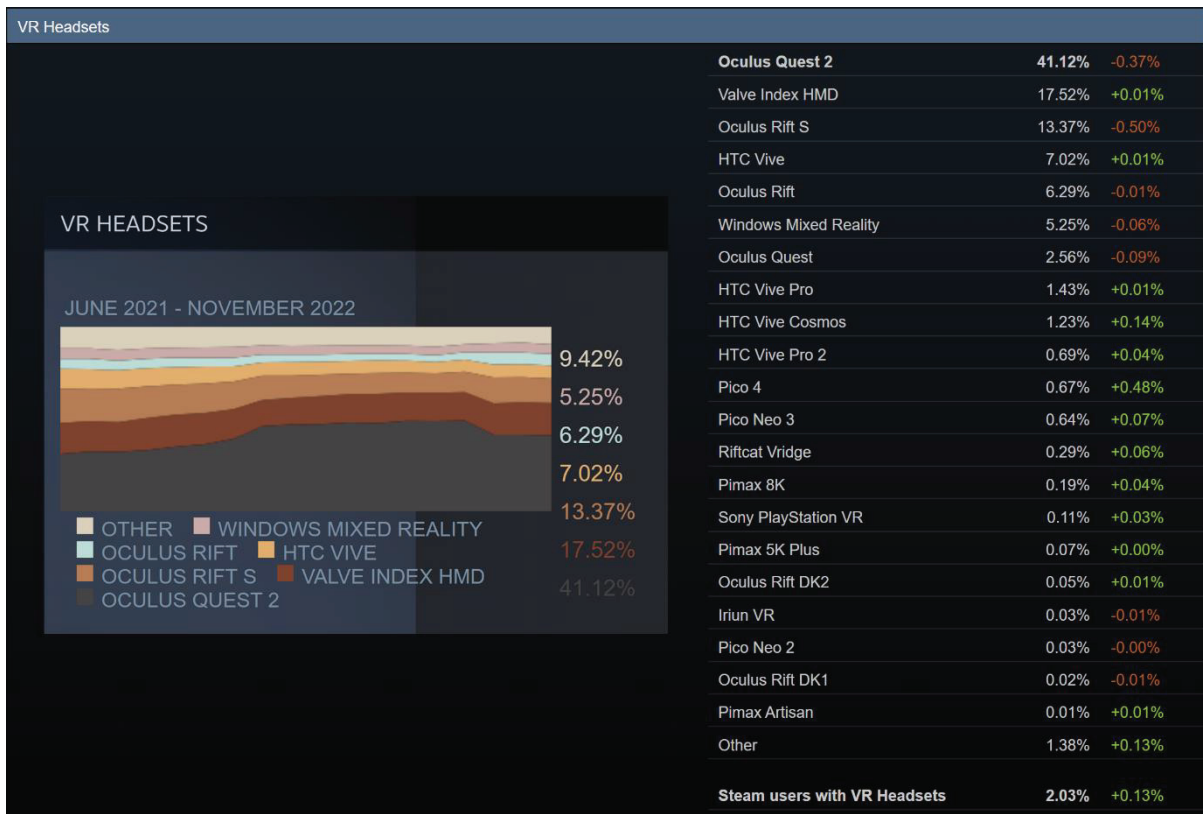 VR Headsets
VR HEADSETS
JUNE 2021 - NOVEMBER 2022
9.42%
5.25%
6.29%
7.02%
13.37%
17.52%
41.12%
OTHER WINDOWS MIXED REALITY
OCULUS RIFT HTC VIVE
OCULUS RIFT S VALVE INDEX HMD
OCULUS QUEST 2
Oculus Quest 2 41.12% -0.37%
Valve Index HMD 17.52% +0.01%
Oculus Rift S 13.37% -0.50%
HTC Vive 7.02% +0.01%
Oculus Rift 6.29% -0.01%
Windows Mixed Reality 5.25% -0.06%
Oculus Quest 2.56% -0.09%
HTC Vive Pro 1.43% +0.01%
HTC Vive Cosmos 1.23% +0.14%
HTC Vive Pro 2 0.69% +0.04%
Pico 4 0.67% +0.48%
Pico Neo 3 0.64% +0.07%
Riftcat Vridge 0.29% +0.06%
Pimax 8K 0.19% +0.04%
Sony PlayStation VR 0.11% +0.03%
Pimax 5K Plus 0.07% +0.00%
Oculus Rift DK2 0.05% +0.01%
Iriun VR 0.03% -0.01%
Pico Neo 2 0.03% -0.00%
Oculus Rift DK1 0.02% -0.01%
Pimax Artisan 0.01% +0.01%
Other 1.38% +0.13%
Steam users with VR Headsets 2.03% +0.13%